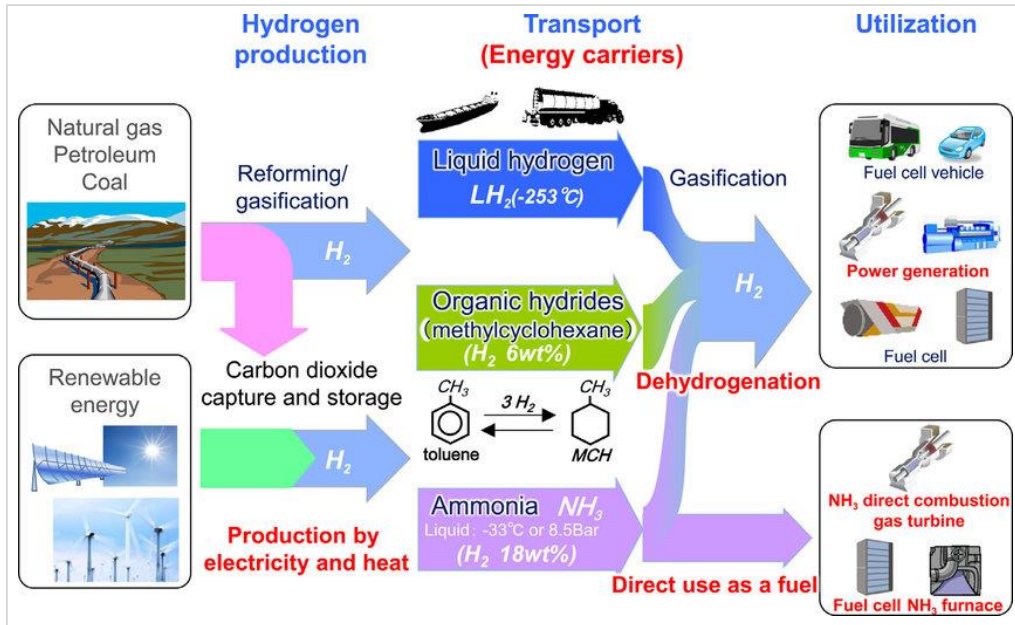 Hydrogen
production
Transport
(Energy carriers)
Utilization
Natural gas
Petroleum
Coal
Reforming/
gasification
H₂
Carbon dioxide
capture and storage
Renewable
energy
H₂
Production by
electricity and heat
Liquid hydrogen
LH₂(-253℃)
Organic hydrides
(methylcyclohexane)
(H₂ 6wt%)
CH₃
3H₂
CH₃
toluene
MCH
Ammonia NH₃
Liquid: -33℃ or 8.5Bar
(H₂ 18wt%)
Gasification
H₂
Dehydrogenation
Direct use as a fuel
Fuel cell vehicle
Power generation
Fuel cell
NH₃ direct combustion
gas turbine
Fuel cell NH₃ furnace